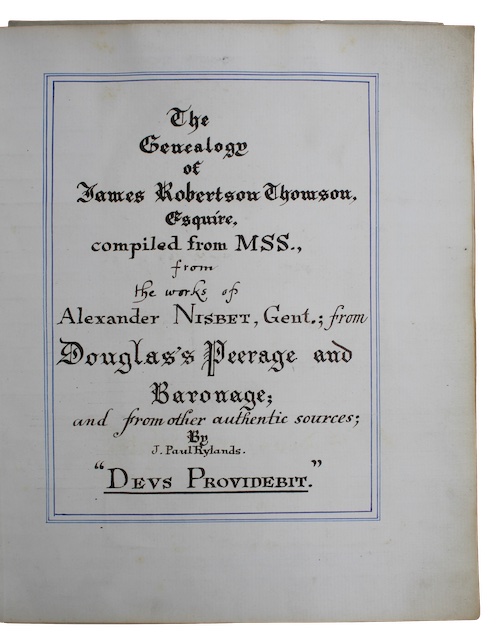 The
Genealogy
of
James Robertson Thomson,
Esquire,
compiled from MSS.,
from
the works of
Alexander NISBET, Gent.; from
Douglas's Peerage and
Baronage;
and from other authentic sources;
By
J. Paul Rylands.
"DEVS PROVIDEBIT."